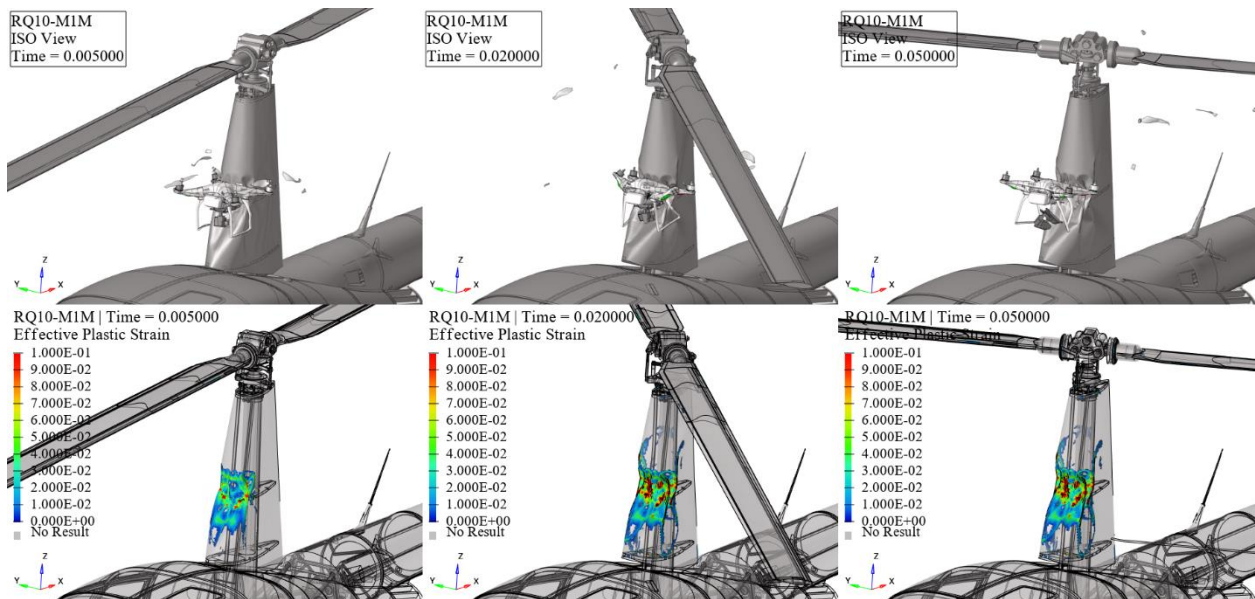 RQ10-M1M
ISO View
Time = 0.005000
RQ10-M1M
ISO View
Time = 0.020000
RQ10-M1M
ISO View
Time = 0.050000
Z
Y
X
Z
Y
X
Z
Y
X
RQ10-M1M | Time = 0.005000
Effective Plastic Strain
1.000E-01
9.000E-02
8.000E-02
7.000E-02
6.000E-02
5.000E-02
4.000E-02
3.000E-02
2.000E-02
1.000E-02
0.000E+00
No Result
RQ10-M1M | Time = 0.020000
Effective Plastic Strain
1.000E-01
9.000E-02
8.000E-02
7.000E-02
6.000E-02
5.000E-02
4.000E-02
3.000E-02
2.000E-02
1.000E-02
0.000E+00
No Result
RQ10-M1M | Time = 0.050000
Effective Plastic Strain
1.000E-01
9.000E-02
8.000E-02
7.000E-02
6.000E-02
5.000E-02
4.000E-02
3.000E-02
2.000E-02
1.000E-02
0.000E+00
No Result
Z
Y
X
Z
Y
X
Z
Y
X